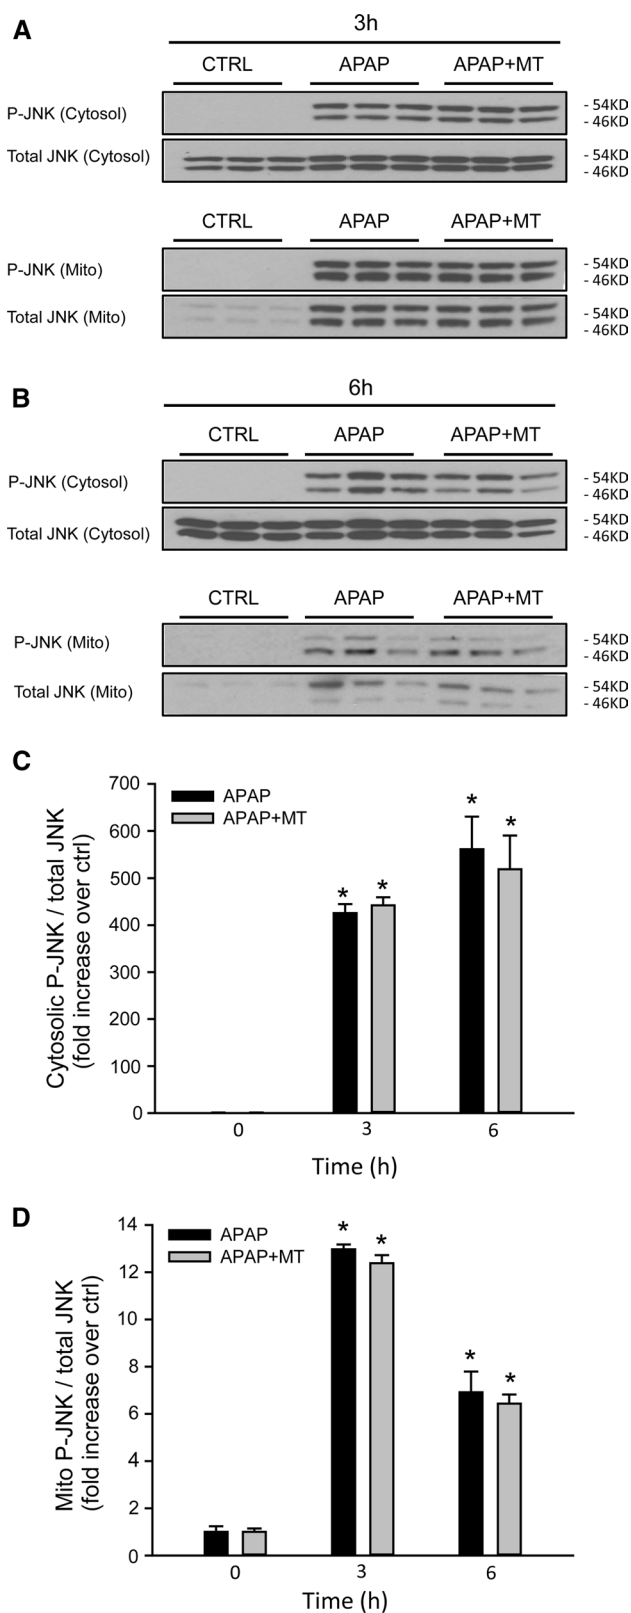 A
3h
CTRL APAP APAP+MT
P-JNK (Cytosol) - 54KD
- 46KD
Total JNK (Cytosol) - 54KD
- 46KD
CTRL APAP APAP+MT
P-JNK (Mito) - 54KD
- 46KD
Total JNK (Mito) - 54KD
- 46KD
B
6h
CTRL APAP APAP+MT
P-JNK (Cytosol) - 54KD
- 46KD
Total JNK (Cytosol) - 54KD
- 46KD
CTRL APAP APAP+MT
P-JNK (Mito) - 54KD
- 46KD
Total JNK (Mito) - 54KD
- 46KD
C
Cytosolic P-JNK / total JNK
(fold increase over ctrl)
700
600
500
400
300
200
100
0
APAP
APAP+MT
* * * *
0 3 6
Time (h)
D
Mito P-JNK / total JNK
(fold increase over ctrl)
14
12
10
8
6
4
2
0
APAP
APAP+MT
* * * *
0 3 6
Time (h)